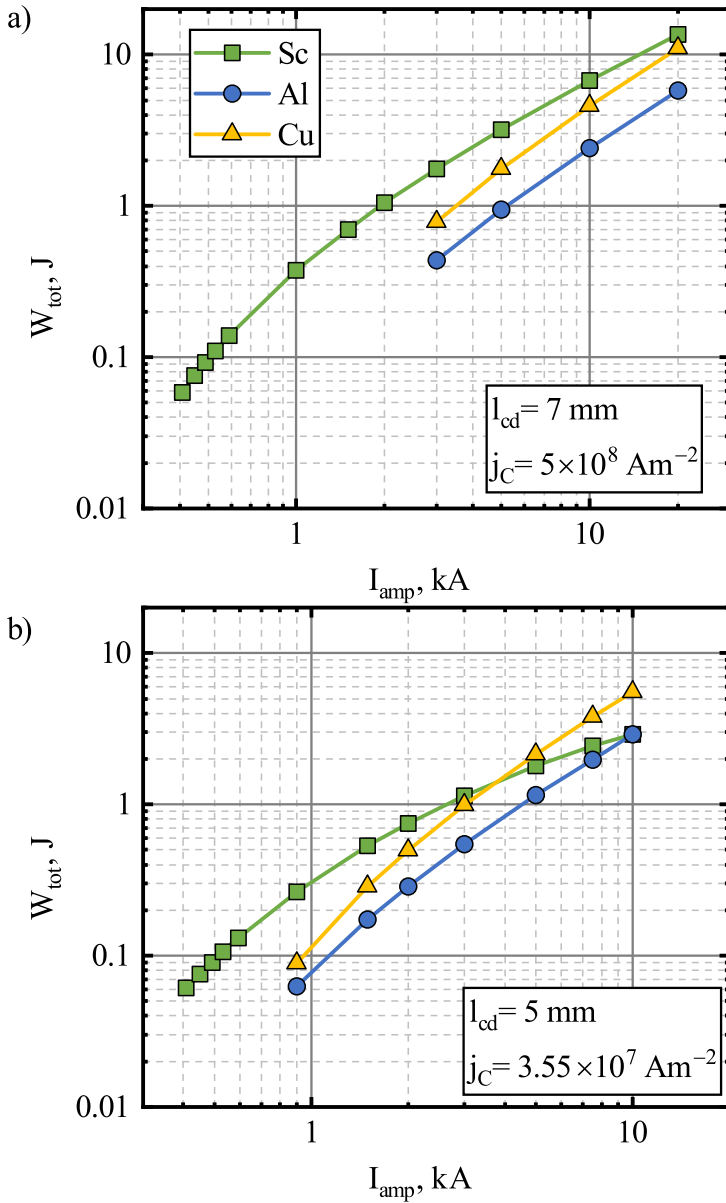 a)
10
1
0.1
0.01
W_tot, J
Sc
Al
Cu
l_cd= 7 mm
j_C= 5×10^8 Am^−2
1
10
I_amp, kA
b)
10
1
0.1
0.01
W_tot, J
l_cd= 5 mm
j_C= 3.55×10^7 Am^−2
1
10
I_amp, kA